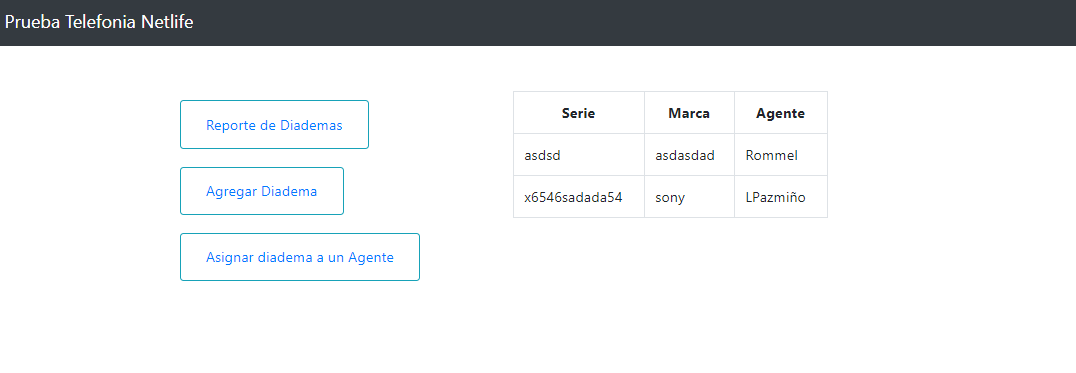 Prueba Telefonia Netlife
Reporte de Diademas
Agregar Diadema
Asignar diadema a un Agente
Serie Marca Agente
asdsd asdasdad Rommel
x6546sadada54 sony LPazmiño